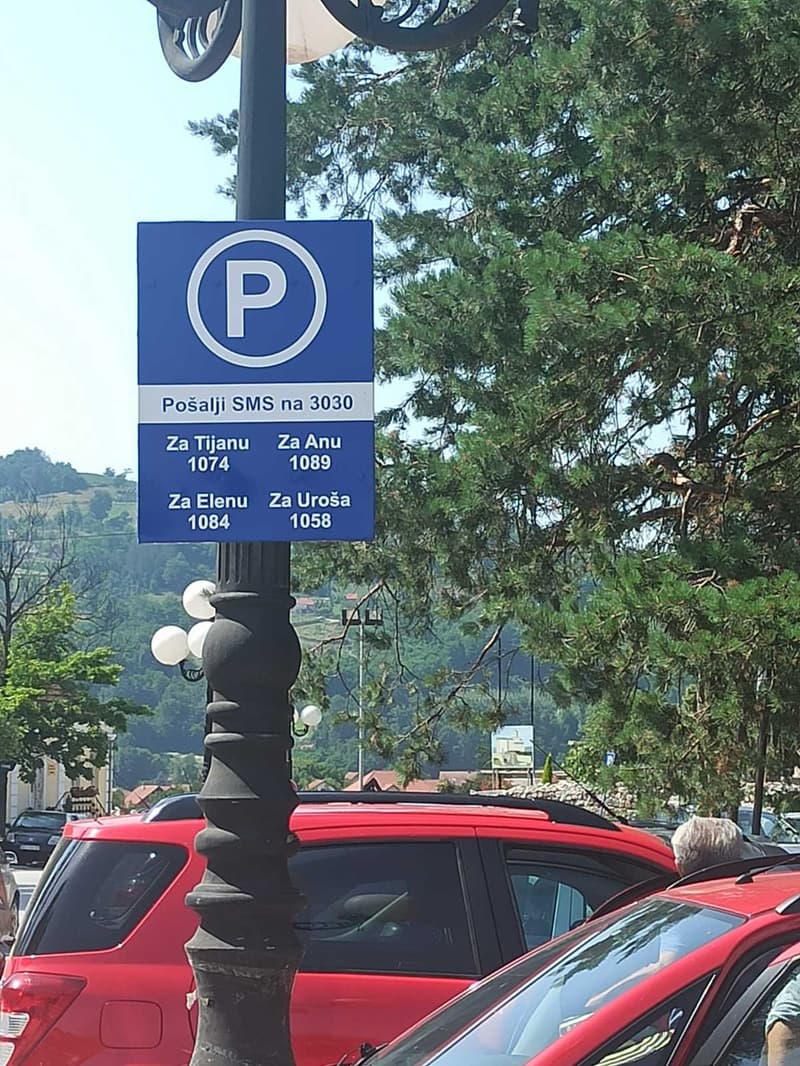 P
Pošalji SMS na 3030
Za Tijanu Za Anu
1074 1089
Za Elenu Za Uroša
1084 1058